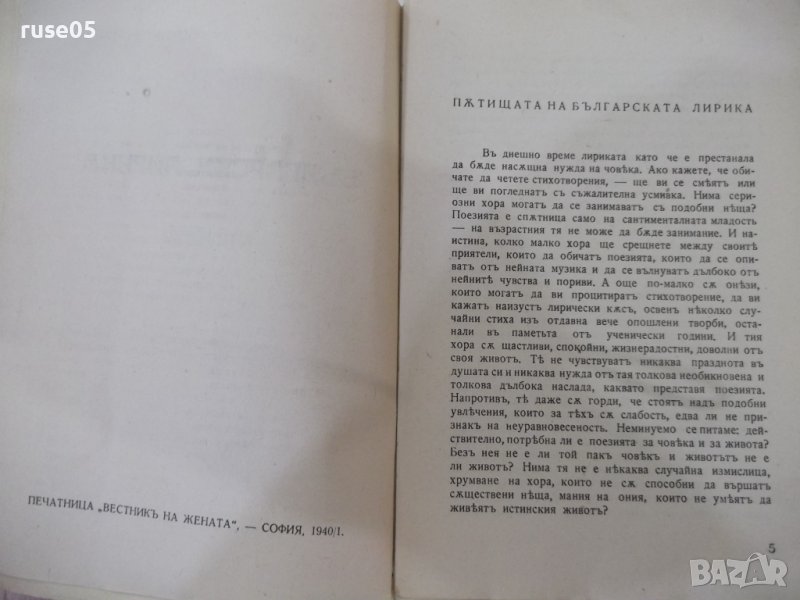 ruse05
ПЕЧАТНИЦА „ВЕСТНИКЪ НА ЖЕНАТА“, — СОФИЯ, 1940/1.
ПѪТИЩАТА НА БЪЛГАРСКАТА ЛИРИКА
Въ днешно време лириката като че е престанала
да бѫде насѫщна нужда на човѣка. Ако кажете, че оби-
чате да четете стихотворения, — ще ви се смѣятъ или
ще ви погледнатъ съ съжалителна усмивка. Нима сери-
озни хора могатъ да се занимаватъ съ подобни нѣща?
Поезията е спѫтница само на сантименталната младость
— на възрастния тя не може да бѫде занимание. И на-
истина, колко малко хора ще срещнете между своитѣ
приятели, които да обичатъ поезията, които да се опи-
ватъ отъ нейната музика и да се вълнуватъ дълбоко отъ
нейнитѣ чувства и пориви. А още по-малко сѫ онѣзи,
които могатъ да ви процитиратъ стихотворение, да ви
кажатъ наизустъ лирически кѫсъ, освенъ нѣколко слу-
чайни стиха изъ отдавна вече опошлени творби, оста-
нали въ паметьта отъ ученически години. И тия
хора сѫ щастливи, спокойни, жизнерадостни, доволни отъ
своя животъ. Тѣ не чувствуватъ никаква празднота въ
душата си и никаква нужда отъ тая толкова необикновена и
толкова дълбока наслада, каквато представя поезията.
Напротивъ, тѣ даже сѫ горди, че стоятъ надъ подобни
увлѣчения, които за тѣхъ сѫ слабость, едва ли не при-
знакъ на неуравновесеность. Неминуемо се питаме: дей-
ствително, потрѣбна ли е поезията за човѣка и за живота?
Безъ нея не е ли той пакъ човѣкъ и животътъ не е
ли животъ? Нима тя не е нѣкаква случайна измислица,
хрумване на хора, които не сѫ способни да вършатъ
сѫществени нѣща, мания на ония, които не умѣятъ да
живѣятъ истинския животъ?
5
BAZAR